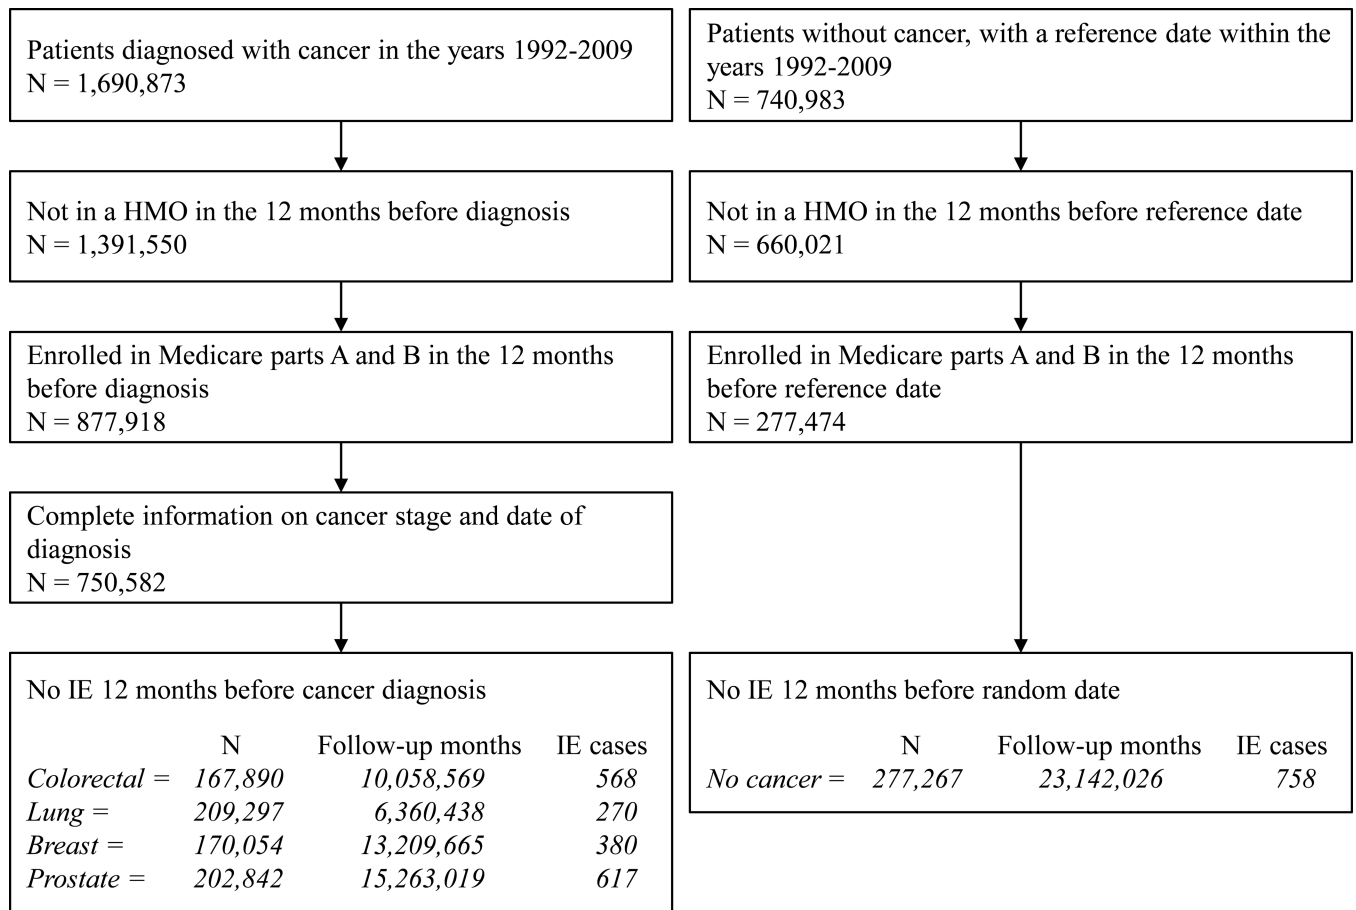 Patients diagnosed with cancer in the years 1992-2009
N = 1,690,873
Not in a HMO in the 12 months before diagnosis
N = 1,391,550
Enrolled in Medicare parts A and B in the 12 months
before diagnosis
N = 877,918
Complete information on cancer stage and date of
diagnosis
N = 750,582
No IE 12 months before cancer diagnosis
N Follow-up months IE cases
Colorectal = 167,890 10,058,569 568
Lung = 209,297 6,360,438 270
Breast = 170,054 13,209,665 380
Prostate = 202,842 15,263,019 617
Patients without cancer, with a reference date within the
years 1992-2009
N = 740,983
Not in a HMO in the 12 months before reference date
N = 660,021
Enrolled in Medicare parts A and B in the 12 months
before reference date
N = 277,474
No IE 12 months before random date
N Follow-up months IE cases
No cancer = 277,267 23,142,026 758